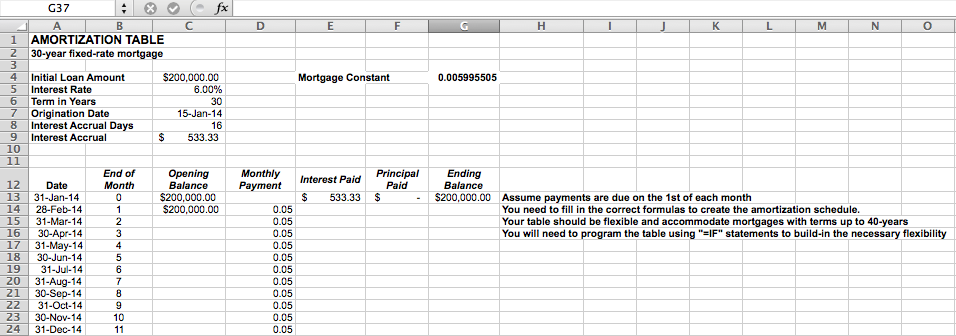 G37 fx
A B C D E F G H I J K L M N O
1 AMORTIZATION TABLE
2 30-year fixed-rate mortgage
3
4 Initial Loan Amount $200,000.00 Mortgage Constant 0.005995505
5 Interest Rate 6.00%
6 Term in Years 30
7 Origination Date 15-Jan-14
8 Interest Accrual Days 16
9 Interest Accrual $ 533.33
10
11
End of Opening Monthly Principal Ending
12 Date Month Balance Payment Interest Paid Paid Balance
13 31-Jan-14 0 $200,000.00 $ 533.33 $ - $200,000.00 Assume payments are due on the 1st of each month
14 28-Feb-14 1 $200,000.00 0.05 You need to fill in the correct formulas to create the amortization schedule.
15 31-Mar-14 2 0.05 Your table should be flexible and accommodate mortgages with terms up to 40-years
16 30-Apr-14 3 0.05 You will need to program the table using "=IF" statements to build-in the necessary flexibility
17 31-May-14 4 0.05
18 30-Jun-14 5 0.05
19 31-Jul-14 6 0.05
20 31-Aug-14 7 0.05
21 30-Sep-14 8 0.05
22 31-Oct-14 9 0.05
23 30-Nov-14 10 0.05
24 31-Dec-14 11 0.05